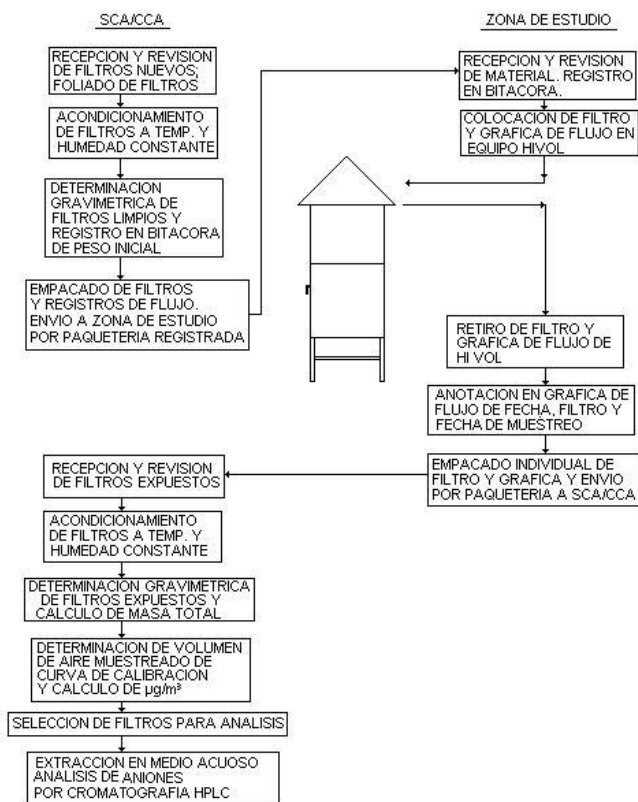 SCA/CCA
RECEPCION Y REVISION
DE FILTROS NUEVOS;
FOLIADO DE FILTROS
ACONDICIONAMIENTO
DE FILTROS A TEMP. Y
HUMEDAD CONSTANTE
DETERMINACION
GRAVIMETRICA DE
FILTROS LIMPIOS Y
REGISTRO EN BITACORA
DE PESO INICIAL
EMPACADO DE FILTROS
Y REGISTROS DE FLUJO.
ENVIO A ZONA DE ESTUDIO
POR PAQUETERIA REGISTRADA
ZONA DE ESTUDIO
RECEPCION Y REVISION
DE MATERIAL. REGISTRO
EN BITACORA.
COLOCACIÓN DE FILTRO
Y GRAFICA DE FLUJO EN
EQUIPO HIVOL
RETIRO DE FILTRO Y
GRAFICA DE FLUJO DE
HI VOL
ANOTACION EN GRAFICA DE
FLUJO DE FECHA, FILTRO Y
FECHA DE MUESTREO
EMPACADO INDIVIDUAL DE
FILTRO Y GRAFICA Y ENVIO
POR PAQUETERIA A SCA/CCA
RECEPCION Y REVISION
DE FILTROS EXPUESTOS
ACONDICIONAMIENTO
DE FILTROS A TEMP. Y
HUMEDAD CONSTANTE
DETERMINACION GRAVIMETRICA
DE FILTROS EXPUESTOS Y
CALCULO DE MASA TOTAL
DETERMINACION DE VOLUMEN
DE AIRE MUESTREADO DE
CURVA DE CALIBRACION
Y CALCULO DE µg/m³
SELECCION DE FILTROS PARA ANALISIS
EXTRACCION EN MEDIO ACUOSO
ANALISIS DE ANIONES
POR CROMATOGRAFIA HPLC